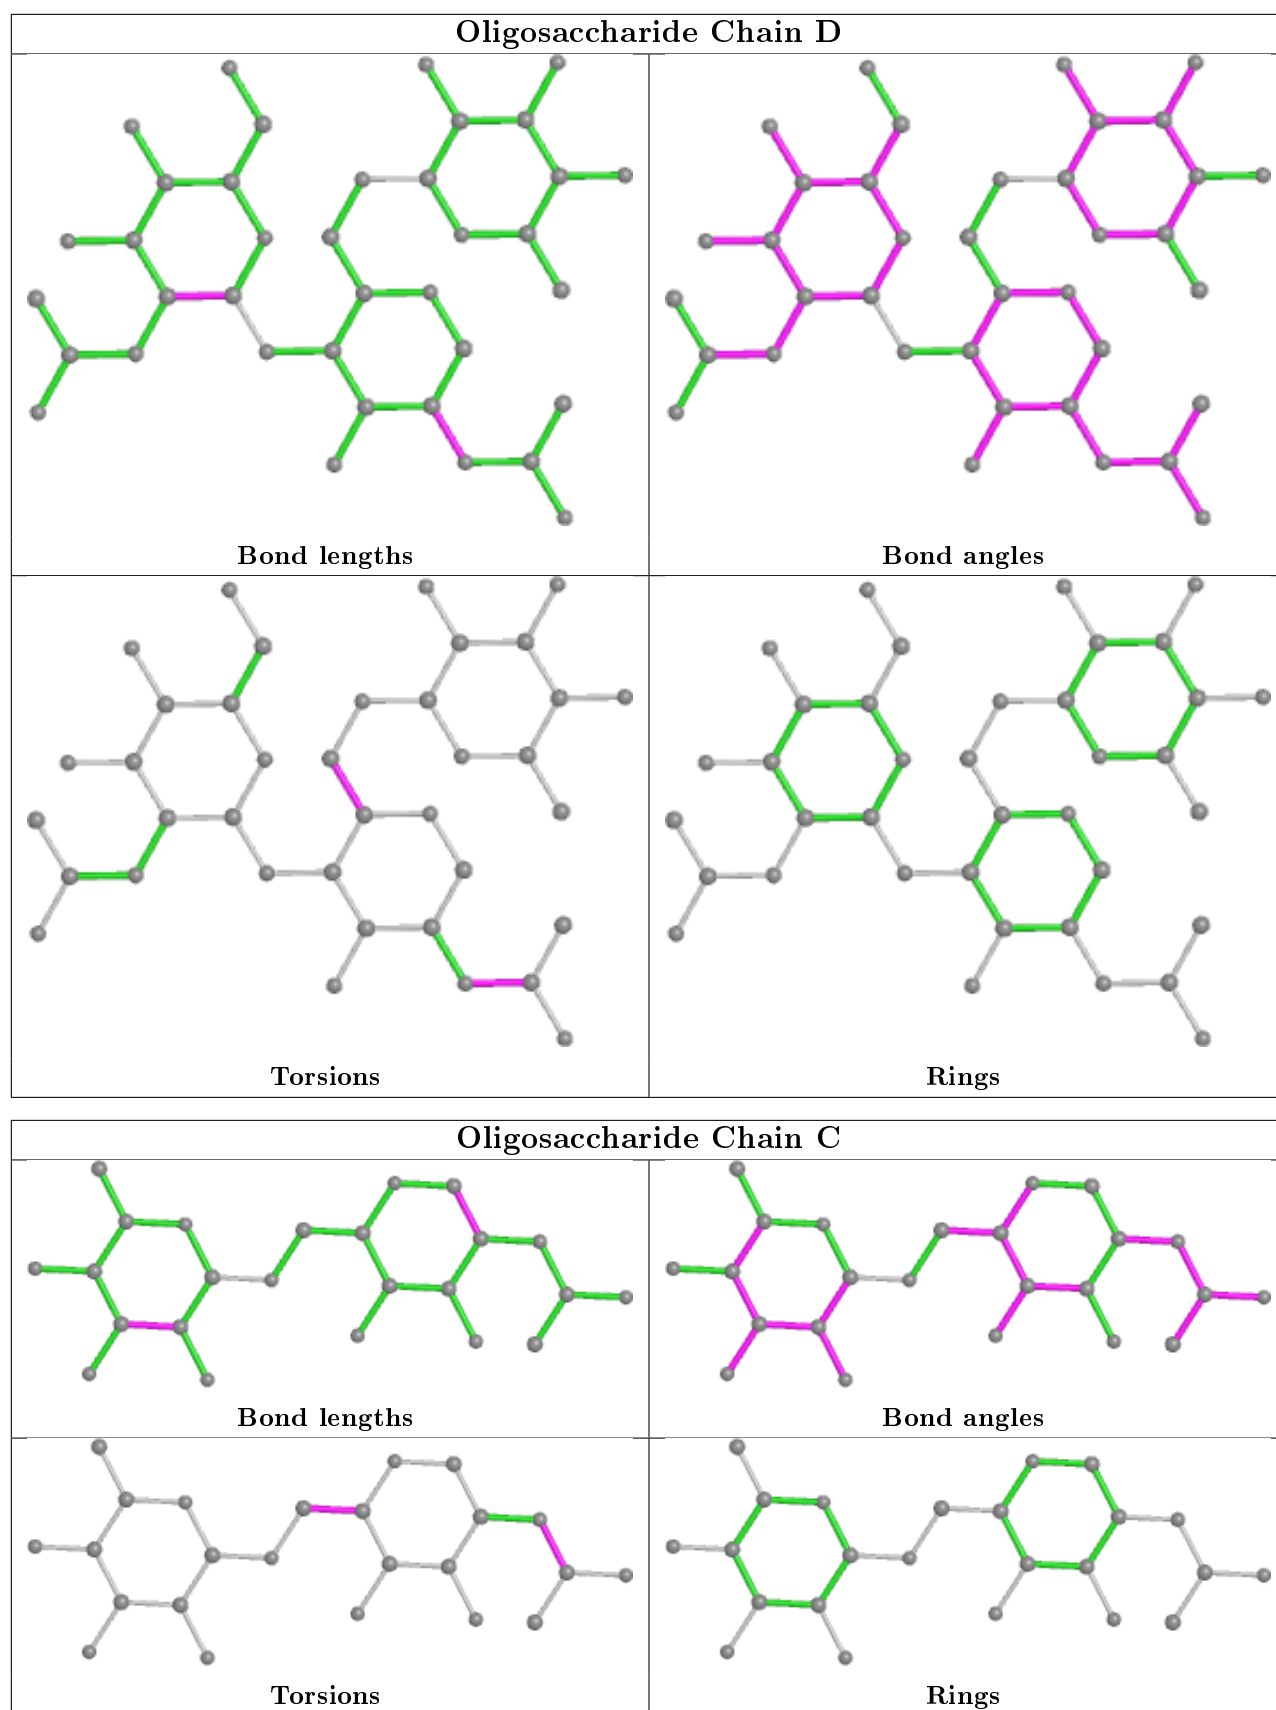 Oligosaccharide Chain D
Bond lengths
Bond angles
Torsions
Rings
Oligosaccharide Chain C
Bond lengths
Bond angles
Torsions
Rings